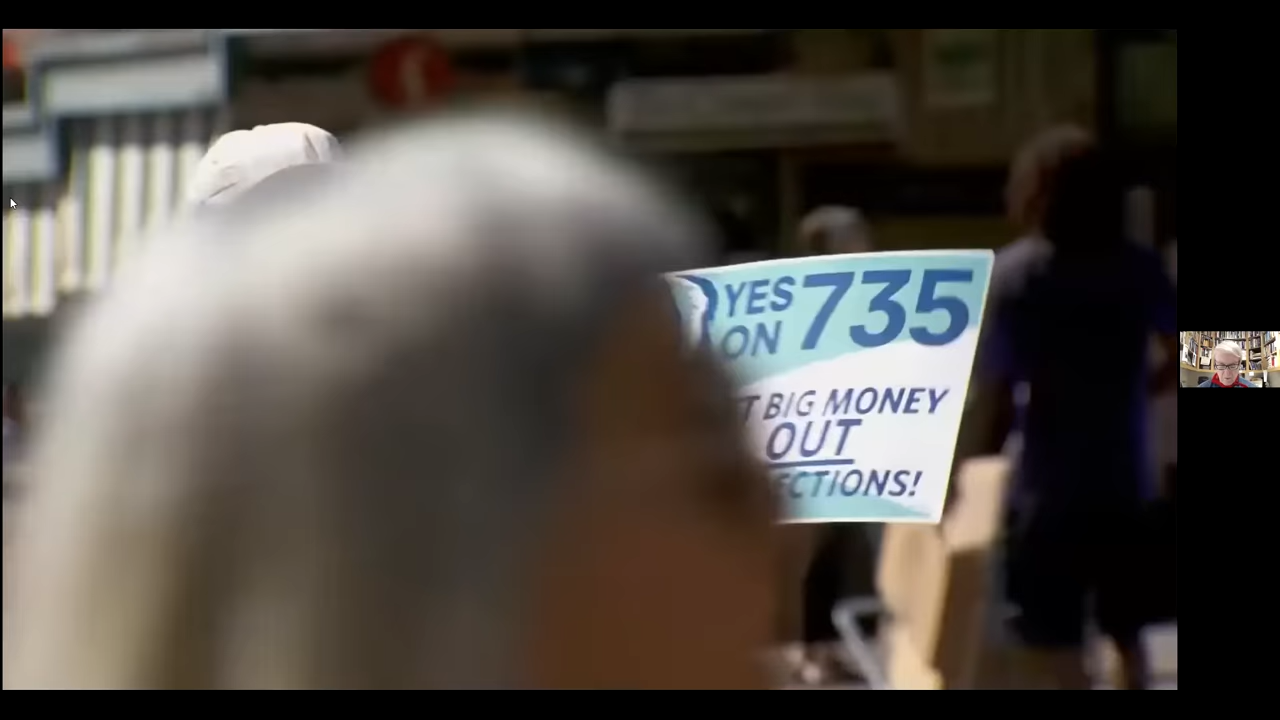 YES
ON 735
BIG MONEY
OUT
CTIONS!